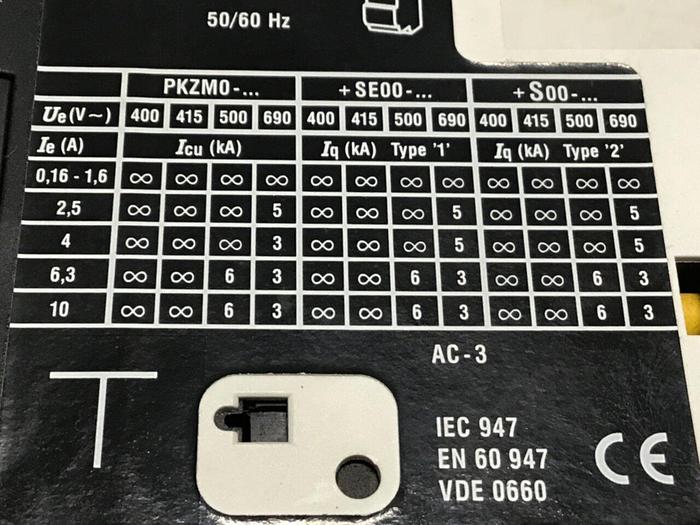 50/60 Hz
PKZM0-... +SE00-... +S00-...
Ue (V~) 400 415 500 690 400 415 500 690 400 415 500 690
Ie (A) Icu (kA) Iq (kA) Type '1' Iq (kA) Type '2'
0,16 - 1,6 ∞ ∞ ∞ ∞ ∞ ∞ ∞ ∞ ∞ ∞ ∞ ∞
2,5 ∞ ∞ ∞ 5 ∞ ∞ ∞ 5 ∞ ∞ ∞ 5
4 ∞ ∞ ∞ 3 ∞ ∞ ∞ 5 ∞ ∞ ∞ 5
6,3 ∞ ∞ 6 3 ∞ ∞ 6 3 ∞ ∞ 6 3
10 ∞ ∞ 6 3 ∞ ∞ 6 3 ∞ ∞ 6 3
AC-3
T
IEC 947
EN 60 947
VDE 0660
CE